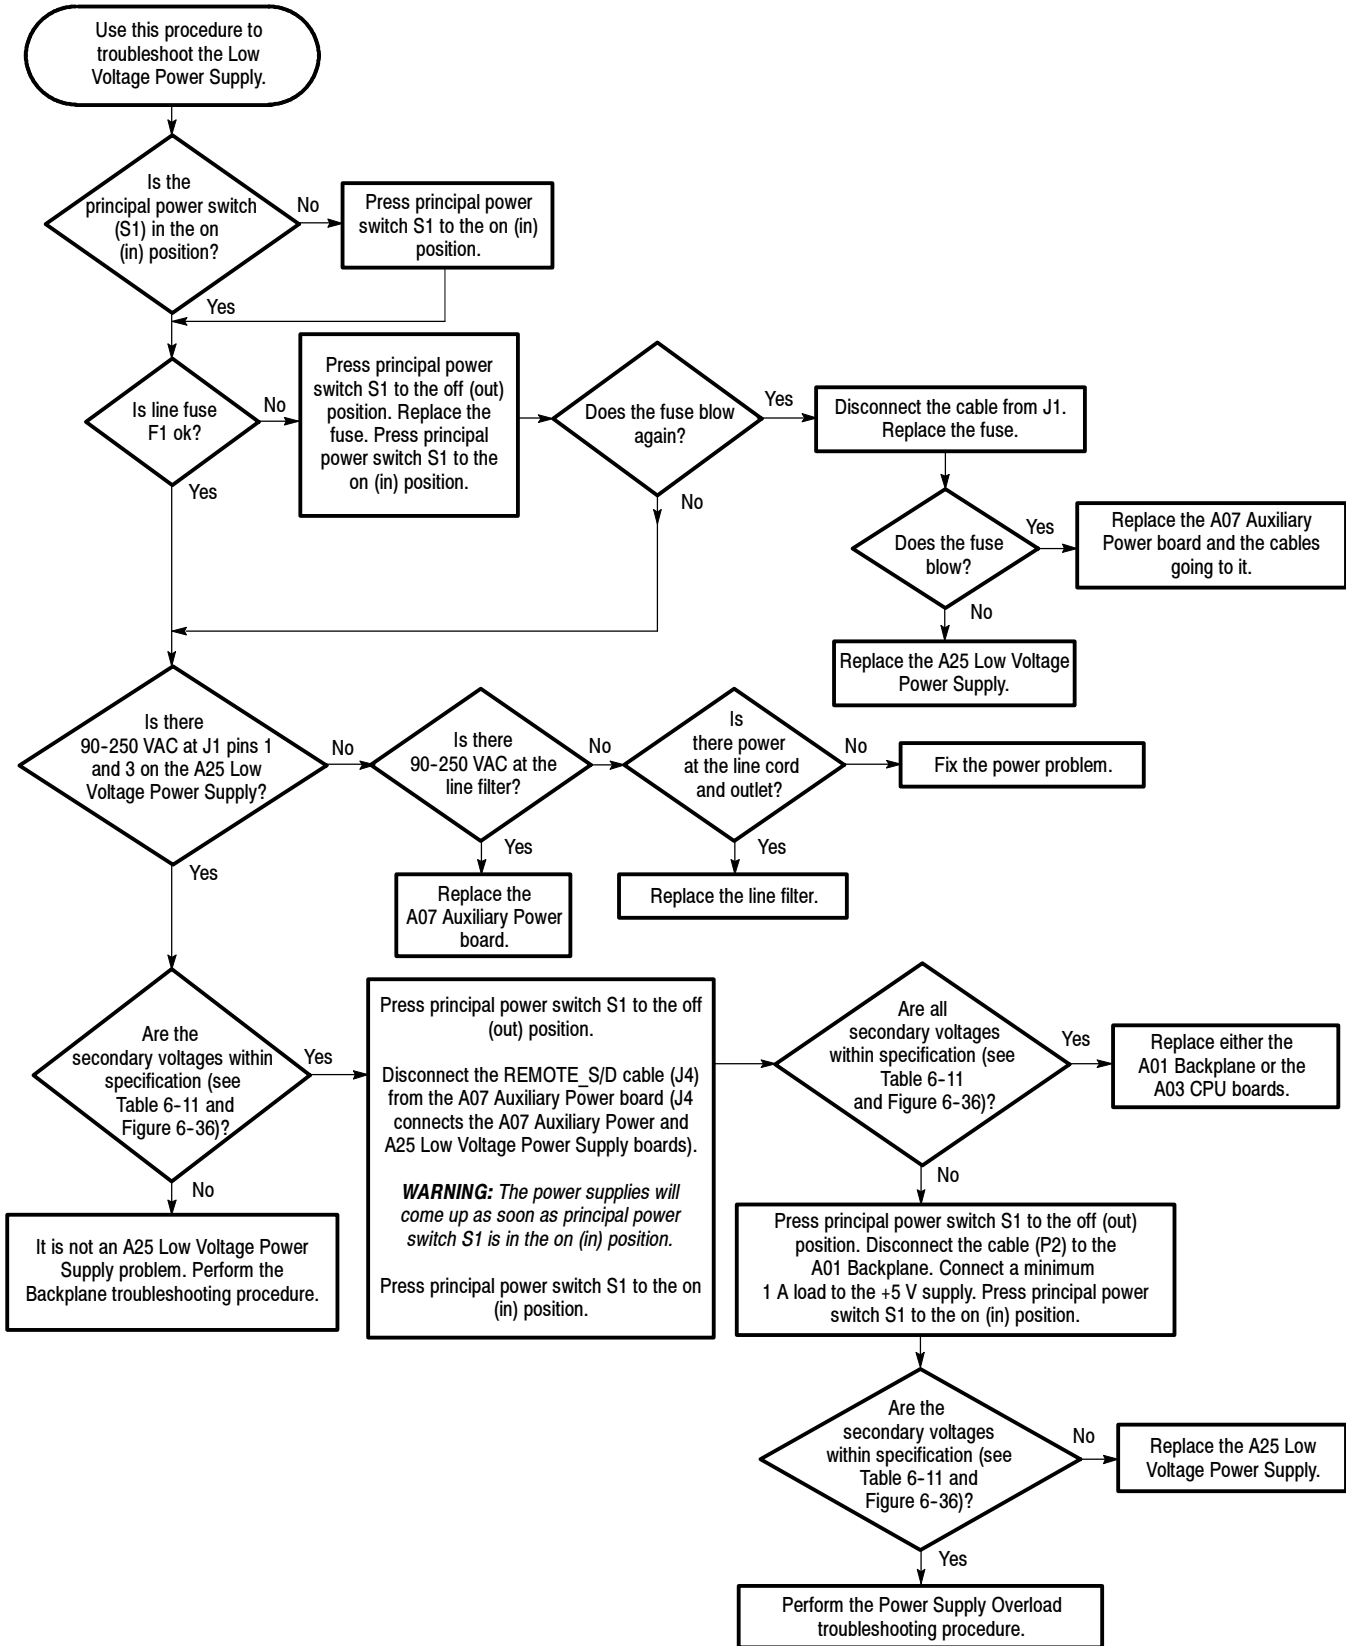 Use this procedure to
troubleshoot the Low
Voltage Power Supply.
Is the
principal power switch
(S1) in the on
(in) position?
No
Press principal power
switch S1 to the on (in)
position.
Yes
Is line fuse
F1 ok?
No
Press principal power
switch S1 to the off (out)
position. Replace the
fuse. Press principal
power switch S1 to the
on (in) position.
Does the fuse blow
again?
Yes
Disconnect the cable from J1.
Replace the fuse.
Yes
No
Does the fuse
blow?
Yes
Replace the A07 Auxiliary
Power board and the cables
going to it.
No
Replace the A25 Low Voltage
Power Supply.
Is there
90-250 VAC at J1 pins 1
and 3 on the A25 Low
Voltage Power Supply?
No
Is there
90-250 VAC at the
line filter?
No
Is
there power
at the line cord
and outlet?
No
Fix the power problem.
Yes
Yes
Yes
Replace the
A07 Auxiliary Power
board.
Replace the line filter.
Are the
secondary voltages within
specification (see
Table 6-11 and
Figure 6-36)?
Yes
Press principal power switch S1 to the off
(out) position.
Disconnect the REMOTE_S/D cable (J4)
from the A07 Auxiliary Power board (J4
connects the A07 Auxiliary Power and
A25 Low Voltage Power Supply boards).
WARNING: The power supplies will
come up as soon as principal power
switch S1 is in the on (in) position.
Press principal power switch S1 to the on
(in) position.
Are all
secondary voltages
within specification (see
Table 6-11
and Figure 6-36)?
Yes
Replace either the
A01 Backplane or the
A03 CPU boards.
No
It is not an A25 Low Voltage Power
Supply problem. Perform the
Backplane troubleshooting procedure.
No
Press principal power switch S1 to the off (out)
position. Disconnect the cable (P2) to the
A01 Backplane. Connect a minimum
1 A load to the +5 V supply. Press principal power
switch S1 to the on (in) position.
Are the
secondary voltages
within specification (see
Table 6-11 and
Figure 6-36)?
No
Replace the A25 Low
Voltage Power Supply.
Yes
Perform the Power Supply Overload
troubleshooting procedure.